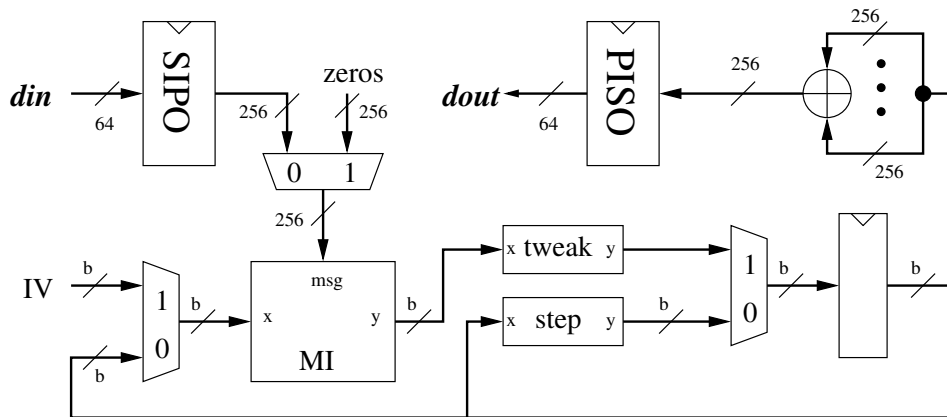 256
256
SIPO
zeros
PISO
256
din
dout
64
256
256
64
0 1
256
256
IV
b
1
0
b
b
x
msg
y
MI
b
x tweak y
x step y
b
1
0
b
b